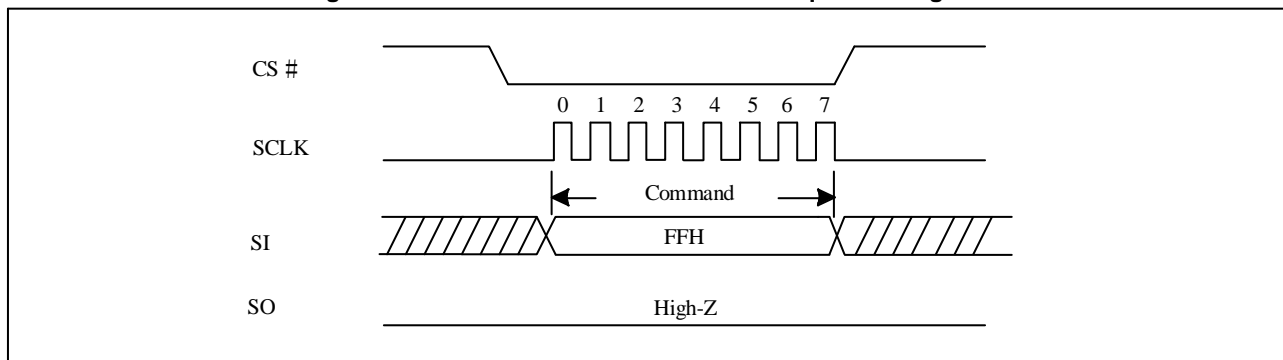 CS #
0 1 2 3 4 5 6 7
SCLK
Command
SI
FFH
SO
High-Z